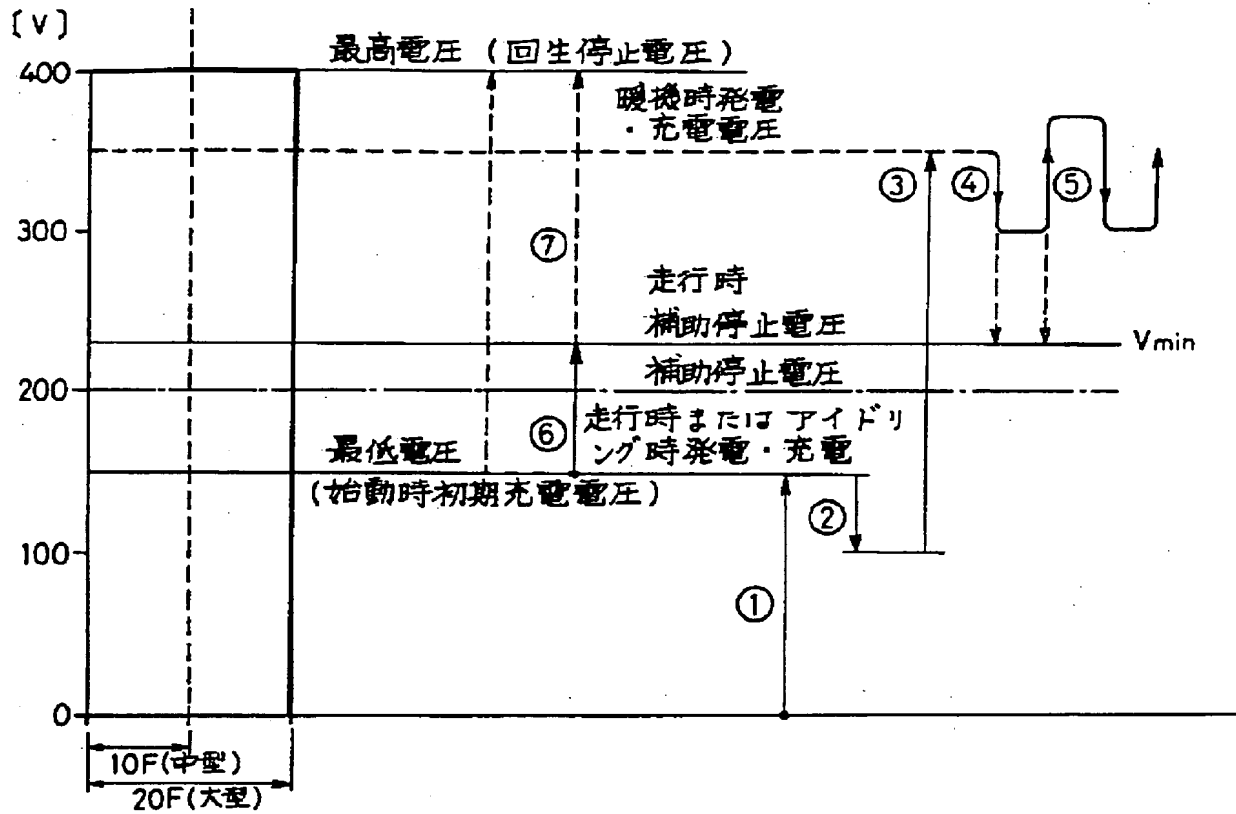 [V]
400
最高電圧 (回生停止電圧)
暖機時発電
・充電電圧
③
④
⑤
300
⑦
走行時
補助停止電圧
Vmin
補助停止電圧
200
⑥
走行時またはアイドリ
ング時発電・充電
最低電圧
(始動時初期充電電圧)
②
100
①
0
10F(中型)
20F(大型)